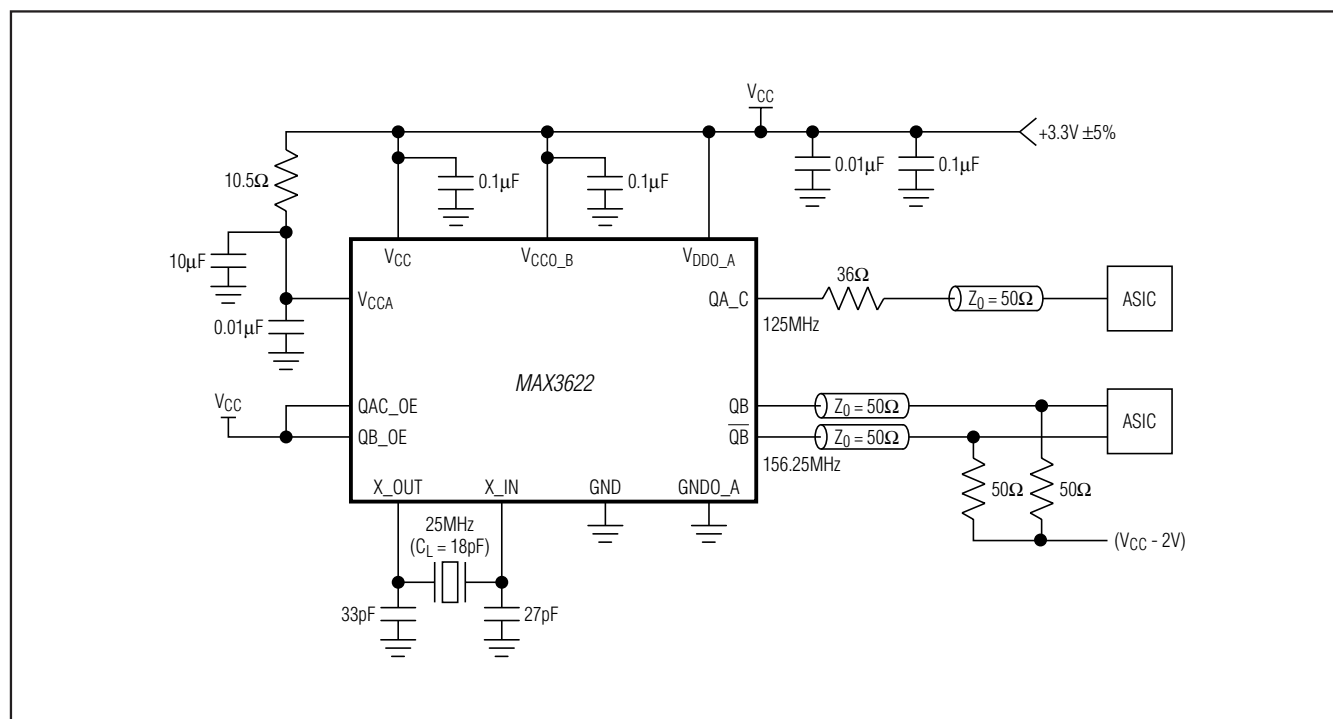 V_CC
+3.3V ±5%
0.01µF
0.1µF
10.5Ω
0.1µF
0.1µF
10µF
V_CC
V_CCO_B
V_DDO_A
36Ω
V_CCA
QA_C
Z_0 = 50Ω
ASIC
125MHz
0.01µF
MAX3622
V_CC
QAC_OE
QB
Z_0 = 50Ω
ASIC
QB_OE
Q̅B̅
Z_0 = 50Ω
156.25MHz
X_OUT
X_IN
GND
GNDO_A
50Ω
50Ω
25MHz
(C_L = 18pF)
(V_CC - 2V)
33pF
27pF